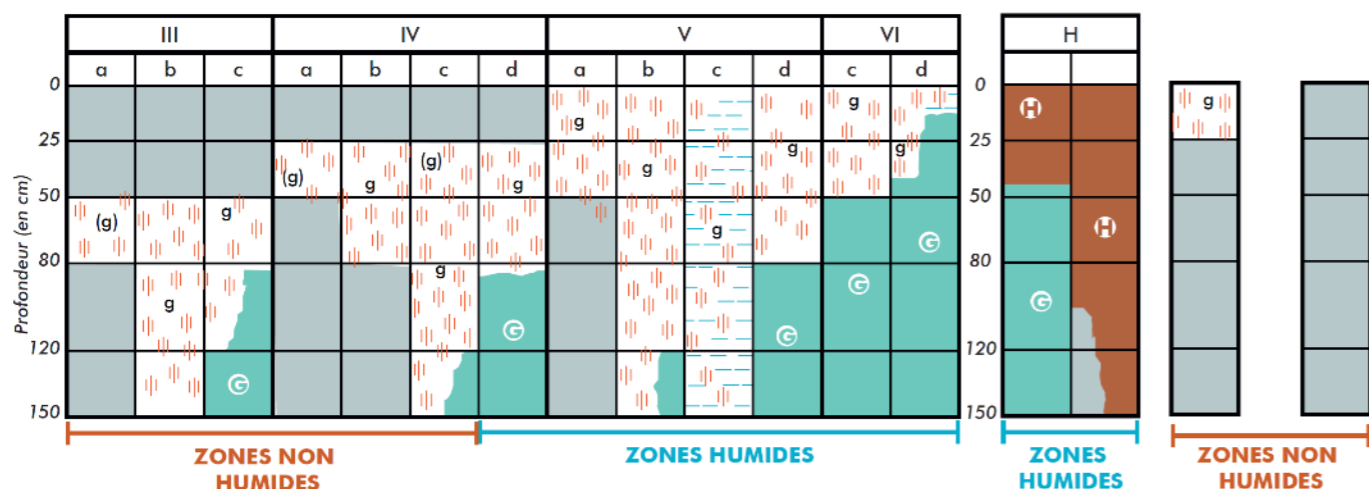 III IV V VI H
a b c a b c d a b c d c d
Profondeur (en cm)
0 0
g H g
25 g 25
(g) g (g) g g g g
50 50
(g) g g H
80 G 80
g g G G
120 G G 120
G
150 150
ZONES NON
HUMIDES
ZONES HUMIDES
ZONES
HUMIDES
ZONES NON
HUMIDES